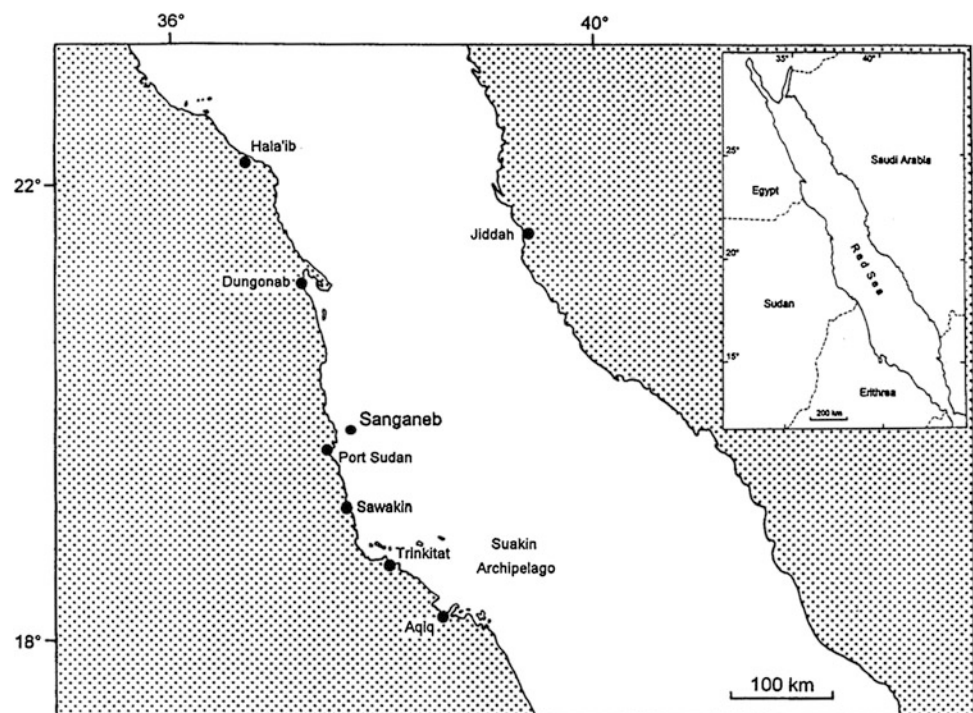 36°
40°
22°
18°
Hala'ib
Dungonab
Sanganeb
Port Sudan
Sawakin
Trinkitat
Aqiq
Suakin
Archipelago
Jiddah
100 km
35°
40°
25°
20°
15°
Egypt
Saudi Arabia
Red Sea
Sudan
Erithrea
200 km